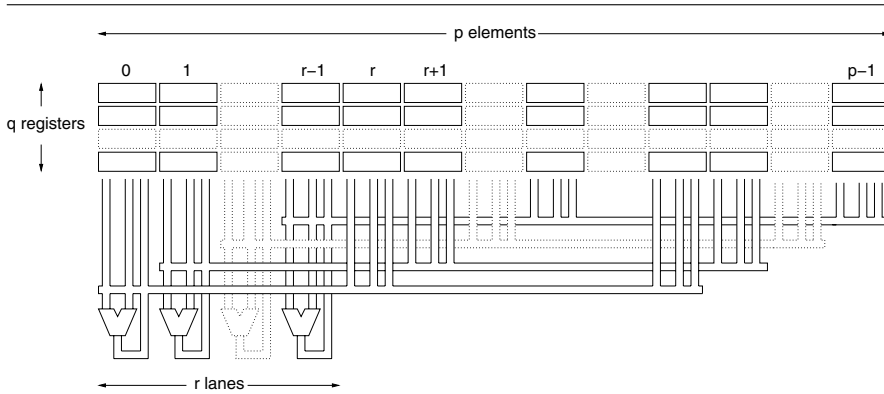 p elements
0 1 r−1 r r+1 p−1
q registers
r lanes